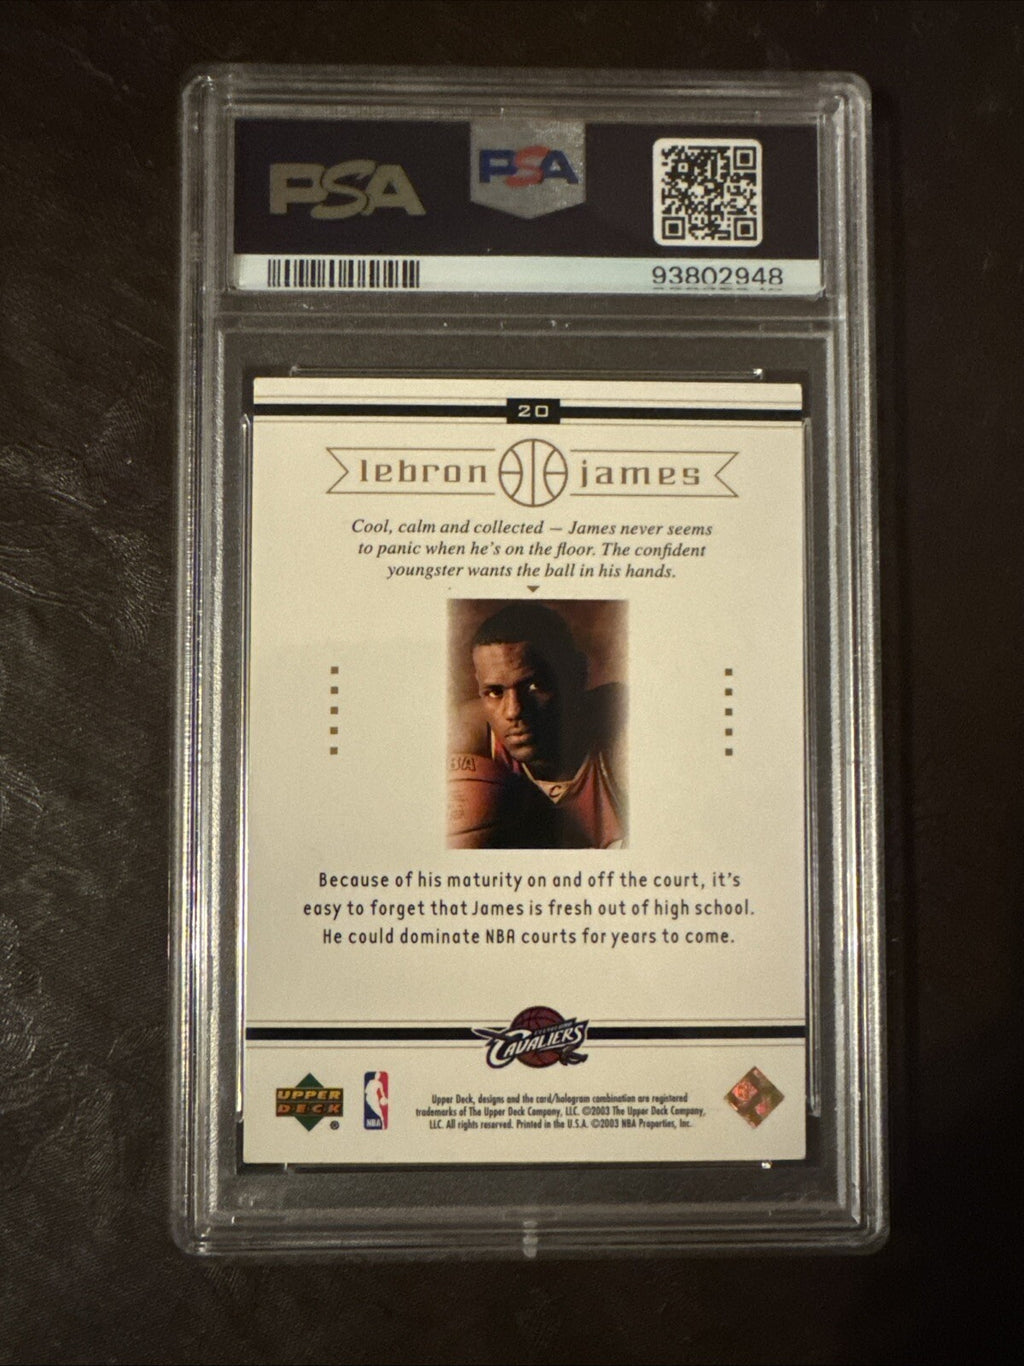 PSA PSA
93802948
20
lebron james
Cool, calm and collected — James never seems
to panic when he's on the floor. The confident
youngster wants the ball in his hands.
C
Because of his maturity on and off the court, it's
easy to forget that James is fresh out of high school.
He could dominate NBA courts for years to come.
CLEVELAND
CAVALIERS
UPPER
DECK
®
NBA
Upper Deck, designs and the card/hologram combination are registered
trademarks of The Upper Deck Company, LLC. ©2003 The Upper Deck Company,
LLC. All rights reserved. Printed in the U.S.A. ©2003 NBA Properties, Inc.